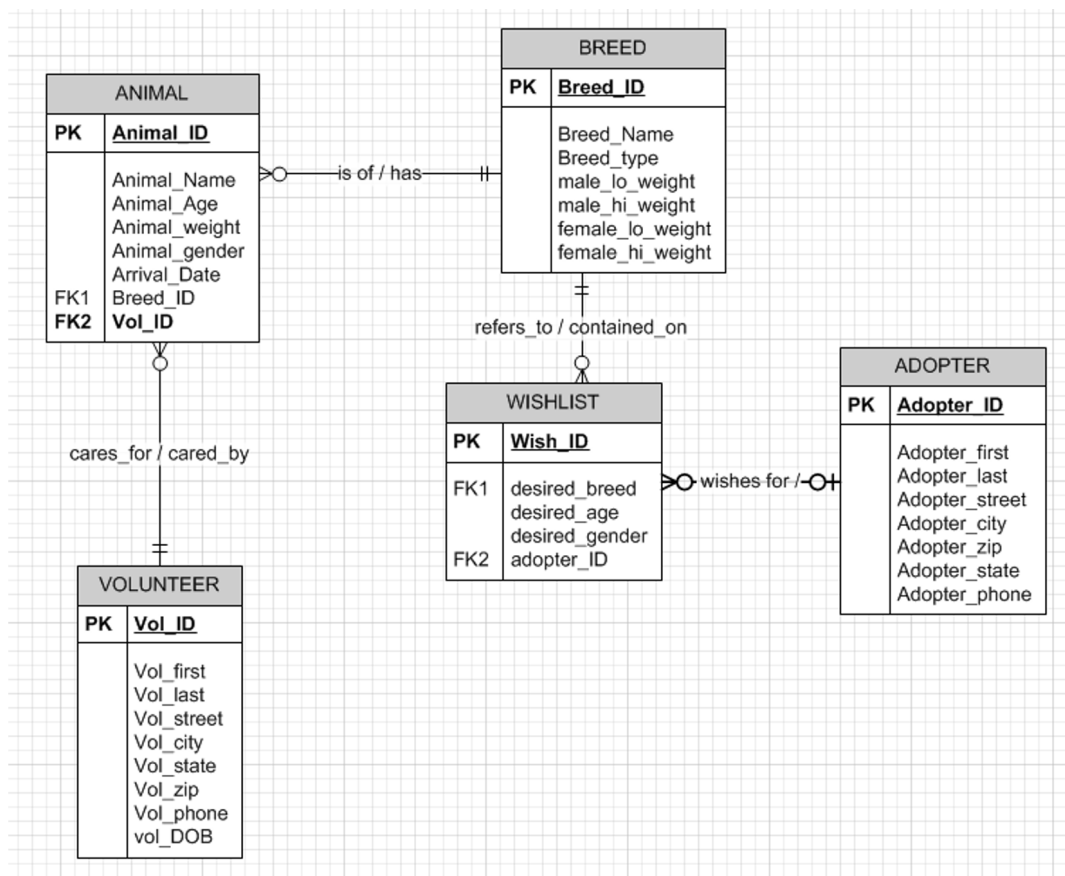 ANIMAL
PK Animal_ID
Animal_Name
Animal_Age
Animal_weight
Animal_gender
Arrival_Date
FK1 Breed_ID
FK2 Vol_ID
is of / has
BREED
PK Breed_ID
Breed_Name
Breed_type
male_lo_weight
male_hi_weight
female_lo_weight
female_hi_weight
refers_to / contained_on
cares_for / cared_by
WISHLIST
PK Wish_ID
FK1 desired_breed
desired_age
desired_gender
FK2 adopter_ID
wishes for /
ADOPTER
PK Adopter_ID
Adopter_first
Adopter_last
Adopter_street
Adopter_city
Adopter_zip
Adopter_state
Adopter_phone
VOLUNTEER
PK Vol_ID
Vol_first
Vol_last
Vol_street
Vol_city
Vol_state
Vol_zip
Vol_phone
vol_DOB